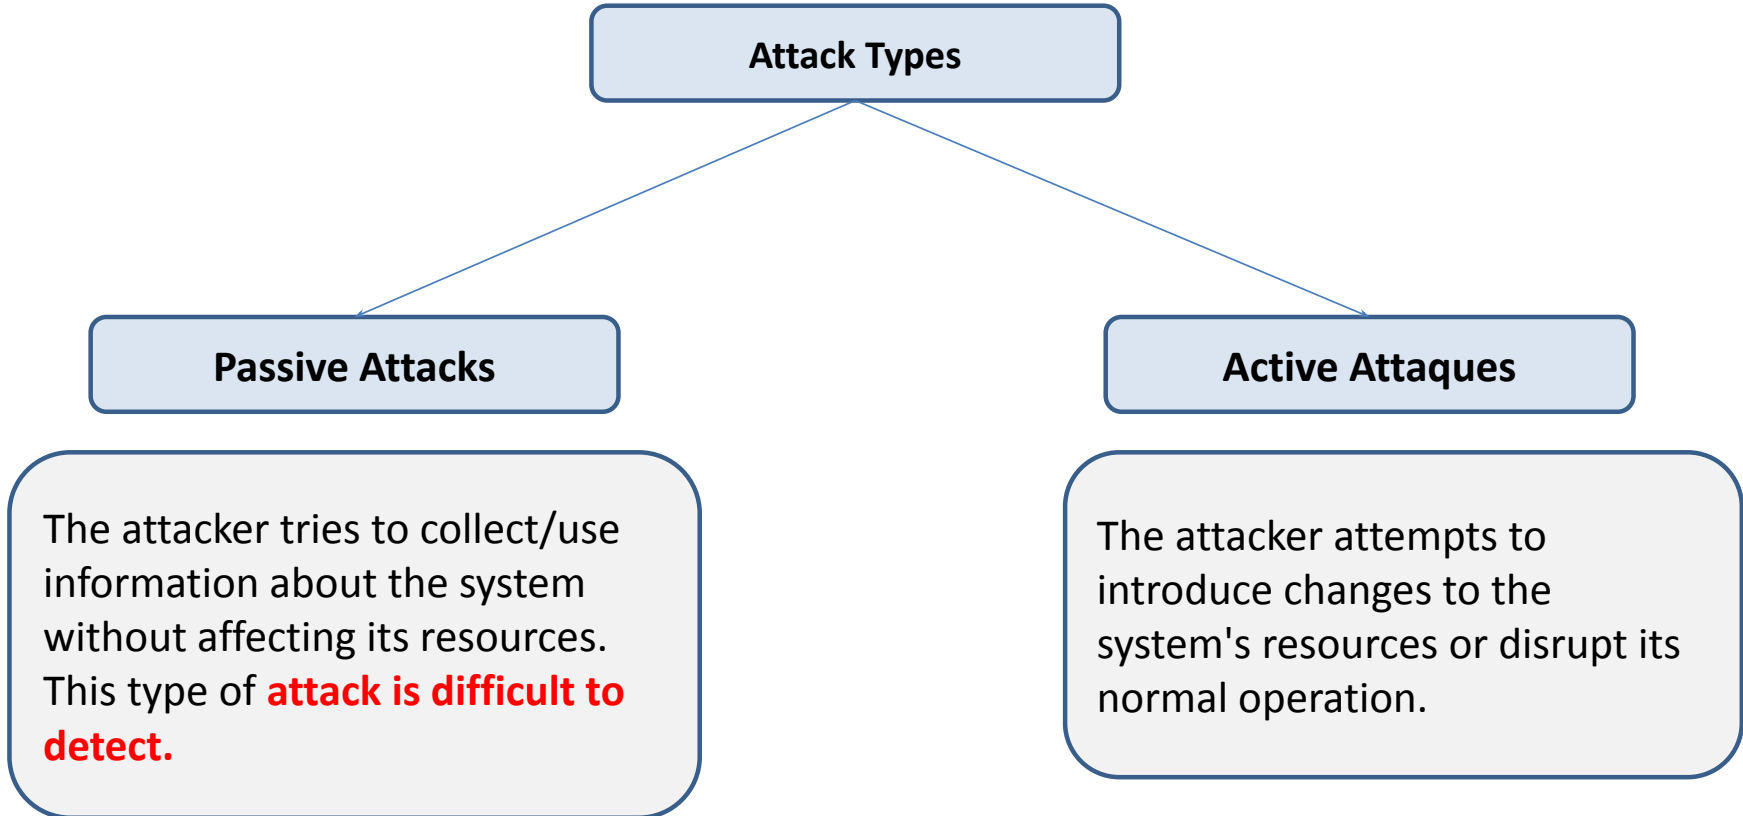 Attack Types
Passive Attacks
Active Attaques
The attacker tries to collect/use
information about the system
without affecting its resources.
This type of attack is difficult to
detect.
The attacker attempts to
introduce changes to the
system's resources or disrupt its
normal operation.